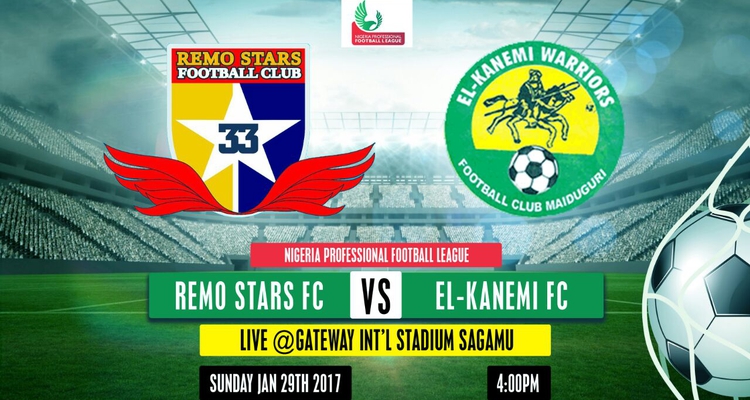 NIGERIA PROFESSIONAL
FOOTBALL LEAGUE
REMO STARS
FOOTBALL CLUB
33
EL-KANEMI WARRIORS
FOOTBALL CLUB MAIDUGURI
NIGERIA PROFESSIONAL FOOTBALL LEAGUE
REMO STARS FC VS EL-KANEMI FC
LIVE @GATEWAY INT'L STADIUM SAGAMU
SUNDAY JAN 29TH 2017 4:00PM